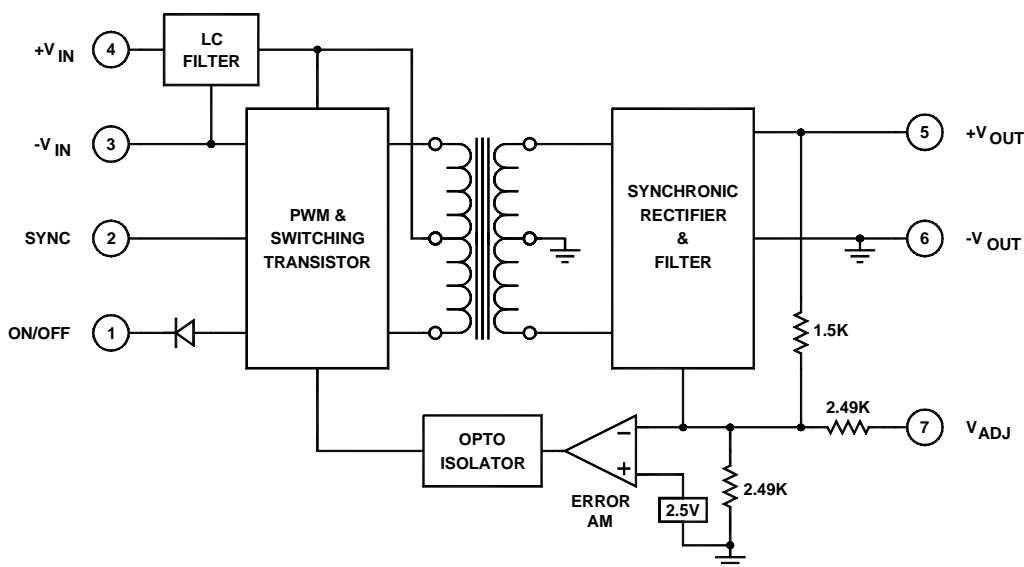 +V IN
4
LC
FILTER
-V IN
3
SYNC
2
ON/OFF
1
PWM &
SWITCHING
TRANSISTOR
SYNCHRONIC
RECTIFIER
&
FILTER
5
+V OUT
6
-V OUT
1.5K
2.49K
7
V ADJ
OPTO
ISOLATOR
−
+
ERROR
AM
2.5V
2.49K